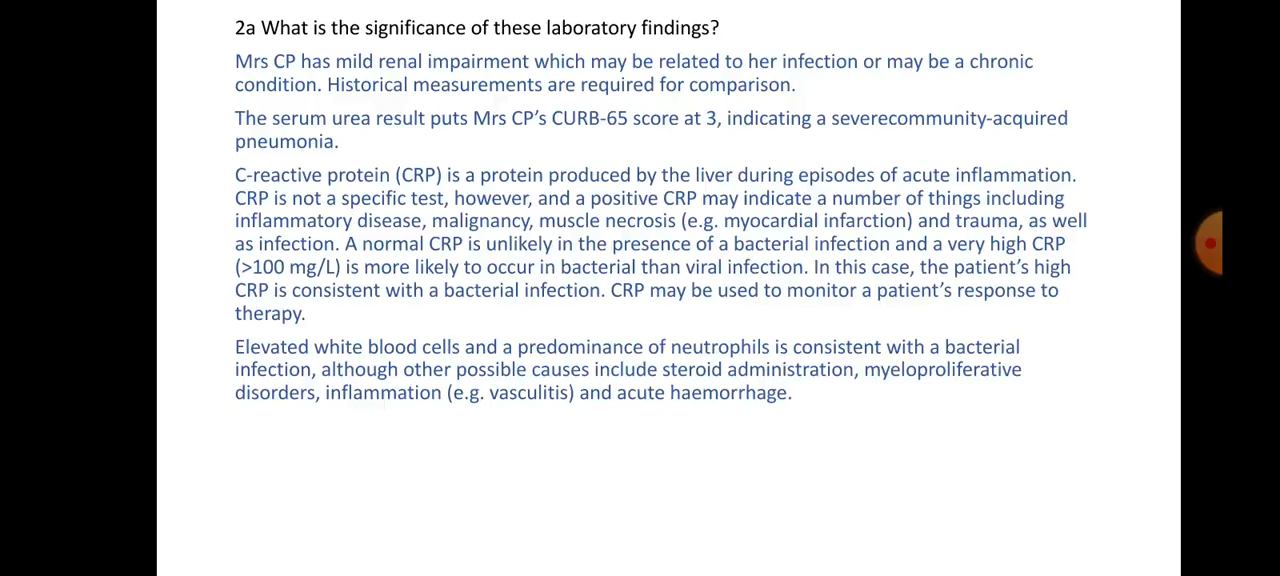 2a What is the significance of these laboratory findings?
Mrs CP has mild renal impairment which may be related to her infection or may be a chronic
condition. Historical measurements are required for comparison.
The serum urea result puts Mrs CP’s CURB-65 score at 3, indicating a severecommunity-acquired
pneumonia.
C-reactive protein (CRP) is a protein produced by the liver during episodes of acute inflammation.
CRP is not a specific test, however, and a positive CRP may indicate a number of things including
inflammatory disease, malignancy, muscle necrosis (e.g. myocardial infarction) and trauma, as well
as infection. A normal CRP is unlikely in the presence of a bacterial infection and a very high CRP
(>100 mg/L) is more likely to occur in bacterial than viral infection. In this case, the patient’s high
CRP is consistent with a bacterial infection. CRP may be used to monitor a patient’s response to
therapy.
Elevated white blood cells and a predominance of neutrophils is consistent with a bacterial
infection, although other possible causes include steroid administration, myeloproliferative
disorders, inflammation (e.g. vasculitis) and acute haemorrhage.